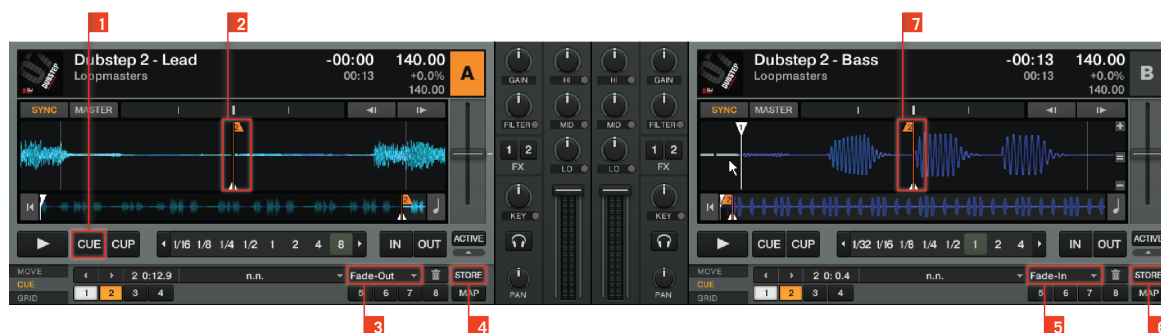 1 2 7
Dubstep 2 - Lead -00:00 140.00
Loopmasters 00:13 +0.0%
140.00
A
SYNC MASTER
CUE CUP 1/16 1/8 1/4 1/2 1 2 4 8 IN OUT ACTIVE
MOVE
CUE
GRID
2 0:12.9 n.n. Fade-Out STORE
1 2 3 4 5 6 7 8 MAP
GAIN HI HI GAIN
FILTER MID MID FILTER
1 2 LO LO 1 2
FX FX
KEY KEY
PAN PAN
Dubstep 2 - Bass -00:13 140.00
Loopmasters 00:13 +0.0%
140.00
B
SYNC MASTER
2
1
2
CUE CUP 1/32 1/16 1/8 1/4 1/2 1 2 4 IN OUT ACTIVE
MOVE
CUE
GRID
2 0:0.4 n.n. Fade-In STORE
1 2 3 4 5 6 7 8 MAP
3 4 5 6